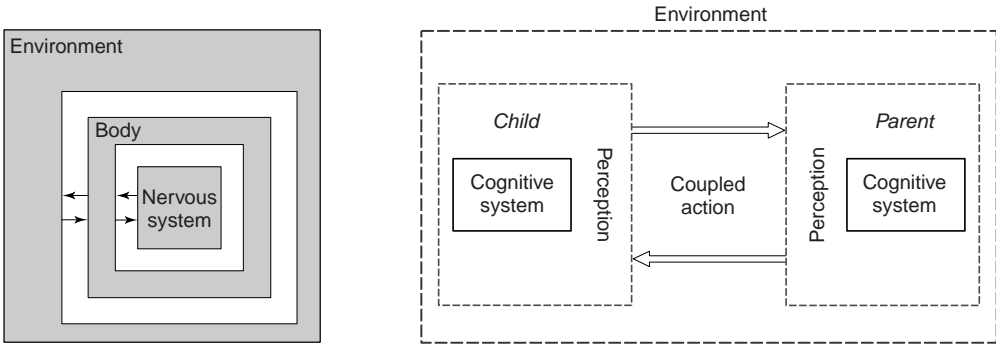 Environment
Body
Nervous
system
Environment
Child
Cognitive
system
Perception
Coupled
action
Perception
Parent
Cognitive
system